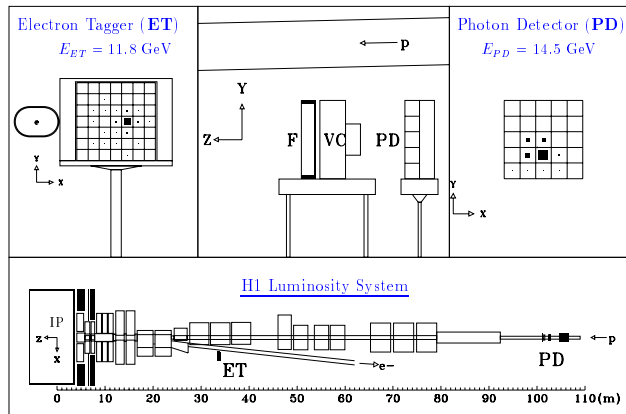 Electron Tagger (ET)
E_ET = 11.8 GeV
e
Y
X
p
Y
Z
F
VC
PD
Photon Detector (PD)
E_PD = 14.5 GeV
Y
X
H1 Luminosity System
IP
Z
X
ET
e-
PD
p
0 10 20 30 40 50 60 70 80 90 100 110(m)